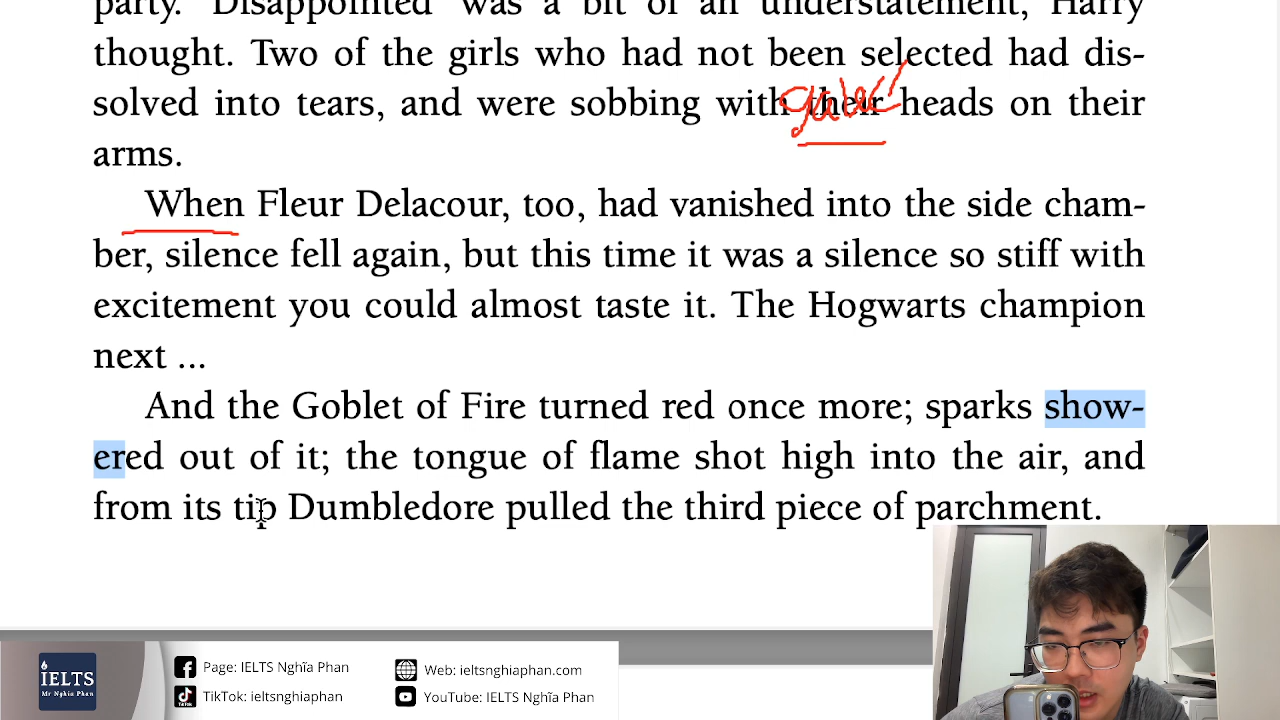 party. 'Disappointed' was a bit of an understatement, Harry
thought. Two of the girls who had not been selected had dis-
solved into tears, and were sobbing with their heads on their
arms.
When Fleur Delacour, too, had vanished into the side cham-
ber, silence fell again, but this time it was a silence so stiff with
excitement you could almost taste it. The Hogwarts champion
next ...
And the Goblet of Fire turned red once more; sparks show-
ered out of it; the tongue of flame shot high into the air, and
from its tip Dumbledore pulled the third piece of parchment.
IELTS
Mr Nghia Phan
Page: IELTS Nghĩa Phan
TikTok: ieltsnghiaphan
Web: ieltsnghiaphan.com
YouTube: IELTS Nghĩa Phan